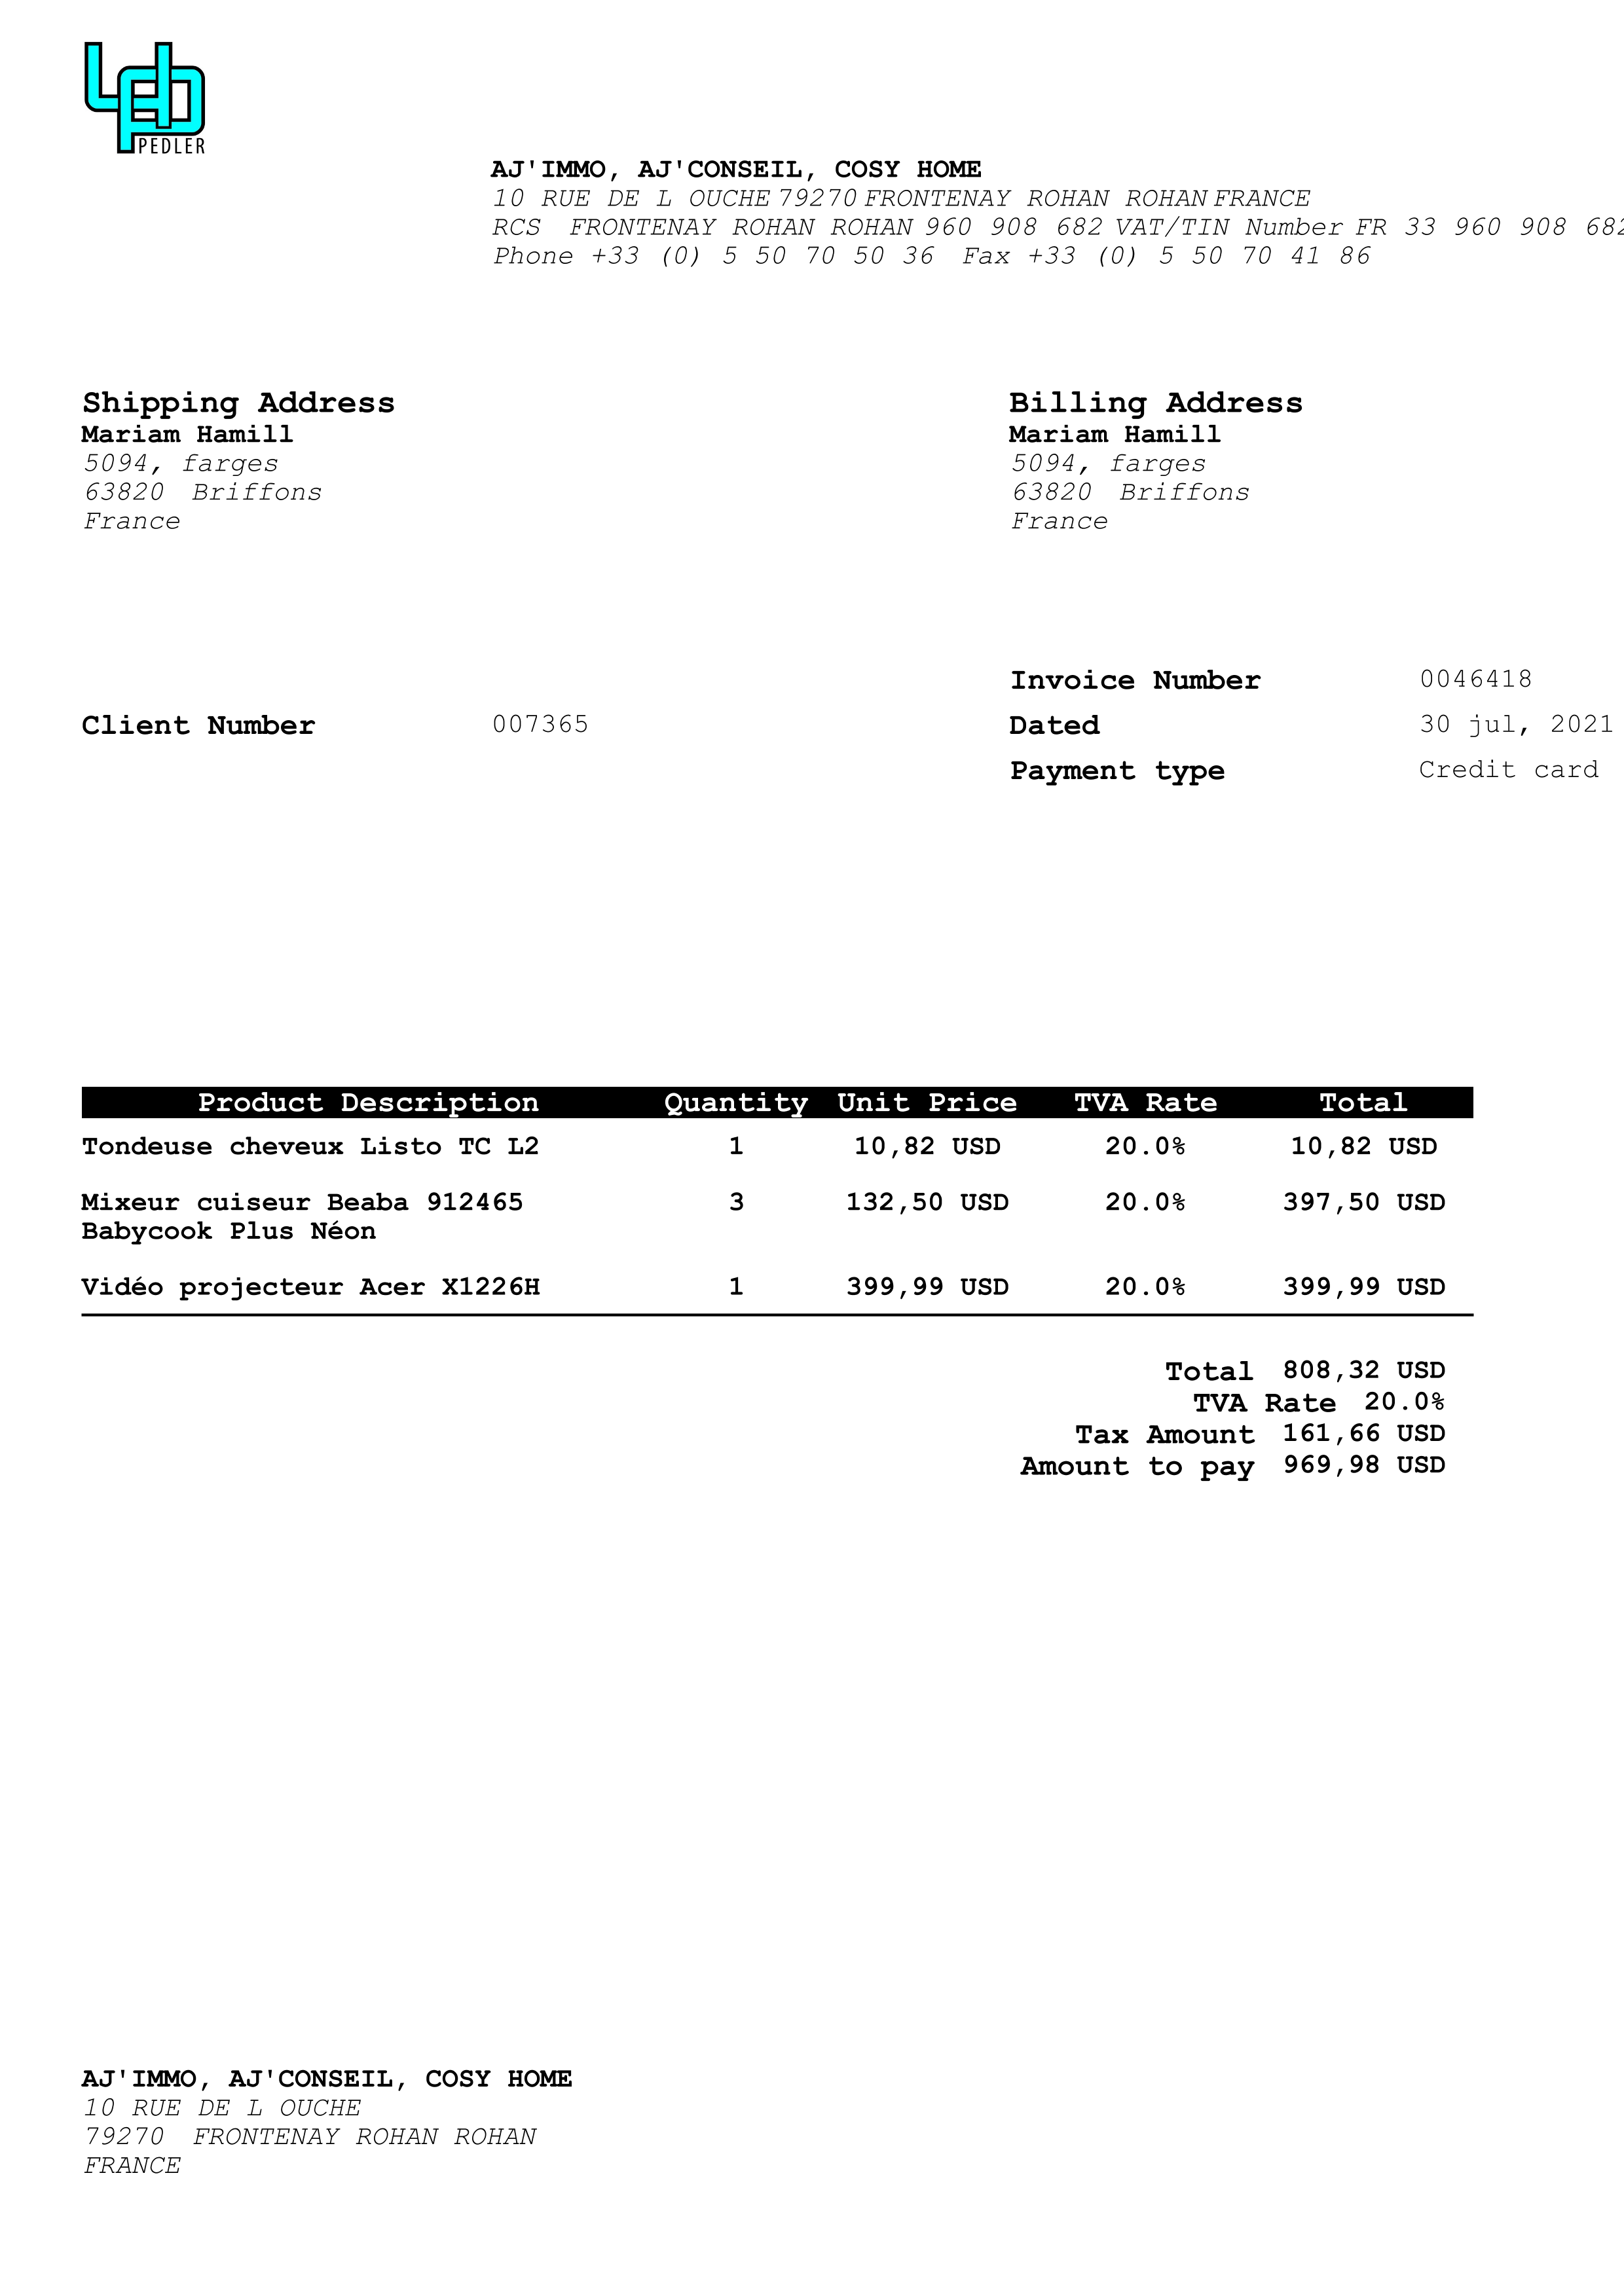 PEDLER
AJ'IMMO, AJ'CONSEIL, COSY HOME
10 RUE DE L OUCHE 79270 FRONTENAY ROHAN ROHAN FRANCE
RCS FRONTENAY ROHAN ROHAN 960 908 682 VAT/TIN Number FR 33 960 908 682
Phone +33 (0) 5 50 70 50 36 Fax +33 (0) 5 50 70 41 86
Shipping Address
Mariam Hamill
5094, farges
63820 Briffons
France
Billing Address
Mariam Hamill
5094, farges
63820 Briffons
France
Invoice Number 0046418
Client Number 007365 Dated 30 jul, 2021
Payment type Credit card
Product Description Quantity Unit Price TVA Rate Total
Tondeuse cheveux Listo TC L2 1 10,82 USD 20.0% 10,82 USD
Mixeur cuiseur Beaba 912465 3 132,50 USD 20.0% 397,50 USD
Babycook Plus Néon
Vidéo projecteur Acer X1226H 1 399,99 USD 20.0% 399,99 USD
Total 808,32 USD
TVA Rate 20.0%
Tax Amount 161,66 USD
Amount to pay 969,98 USD
AJ'IMMO, AJ'CONSEIL, COSY HOME
10 RUE DE L OUCHE
79270 FRONTENAY ROHAN ROHAN
FRANCE